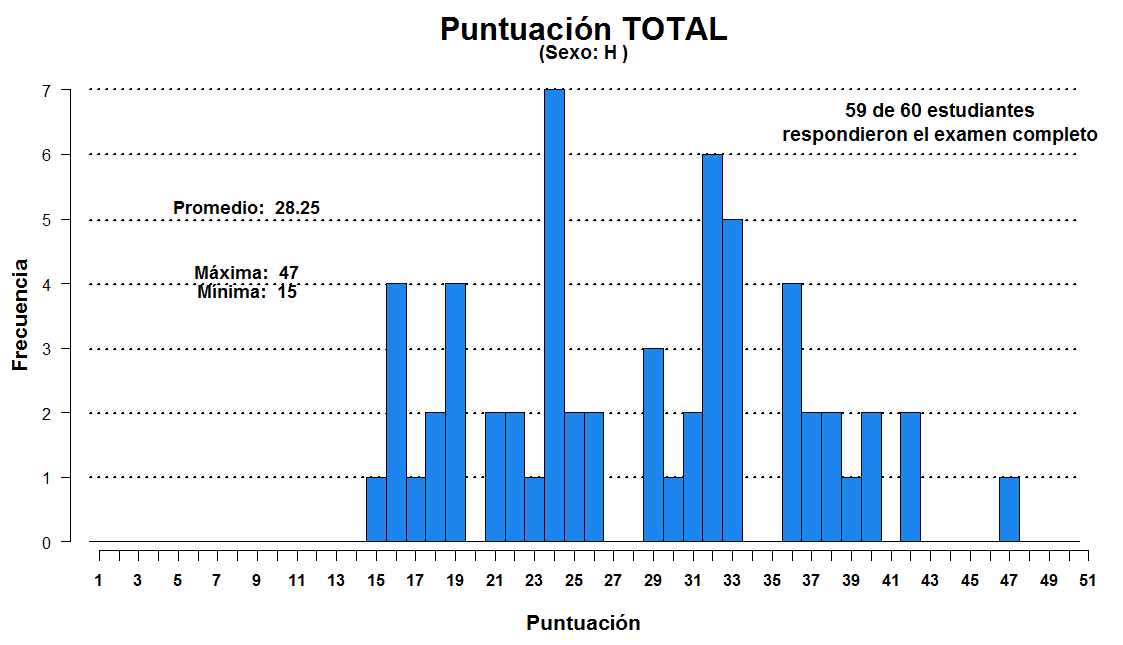 Puntuación TOTAL
(Sexo: H )
59 de 60 estudiantes
respondieron el examen completo
Promedio: 28.25
Máxima: 47
Mínima: 15
Frecuencia
7
6
5
4
3
2
1
0
1 3 5 7 9 11 13 15 17 19 21 23 25 27 29 31 33 35 37 39 41 43 45 47 49 51
Puntuación